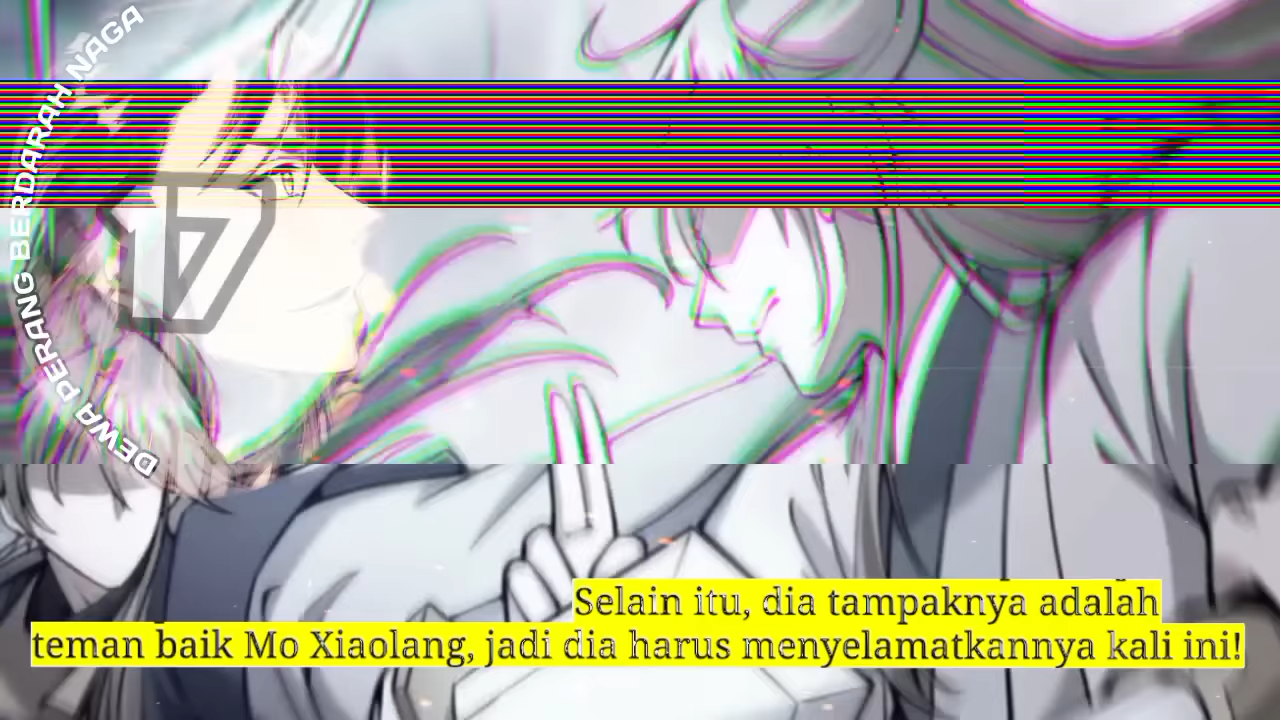 DEWA PERANG BERDARAH NAGA
Selain itu, dia tampaknya adalah
teman baik Mo Xiaolang, jadi dia harus menyelamatkannya kali ini!